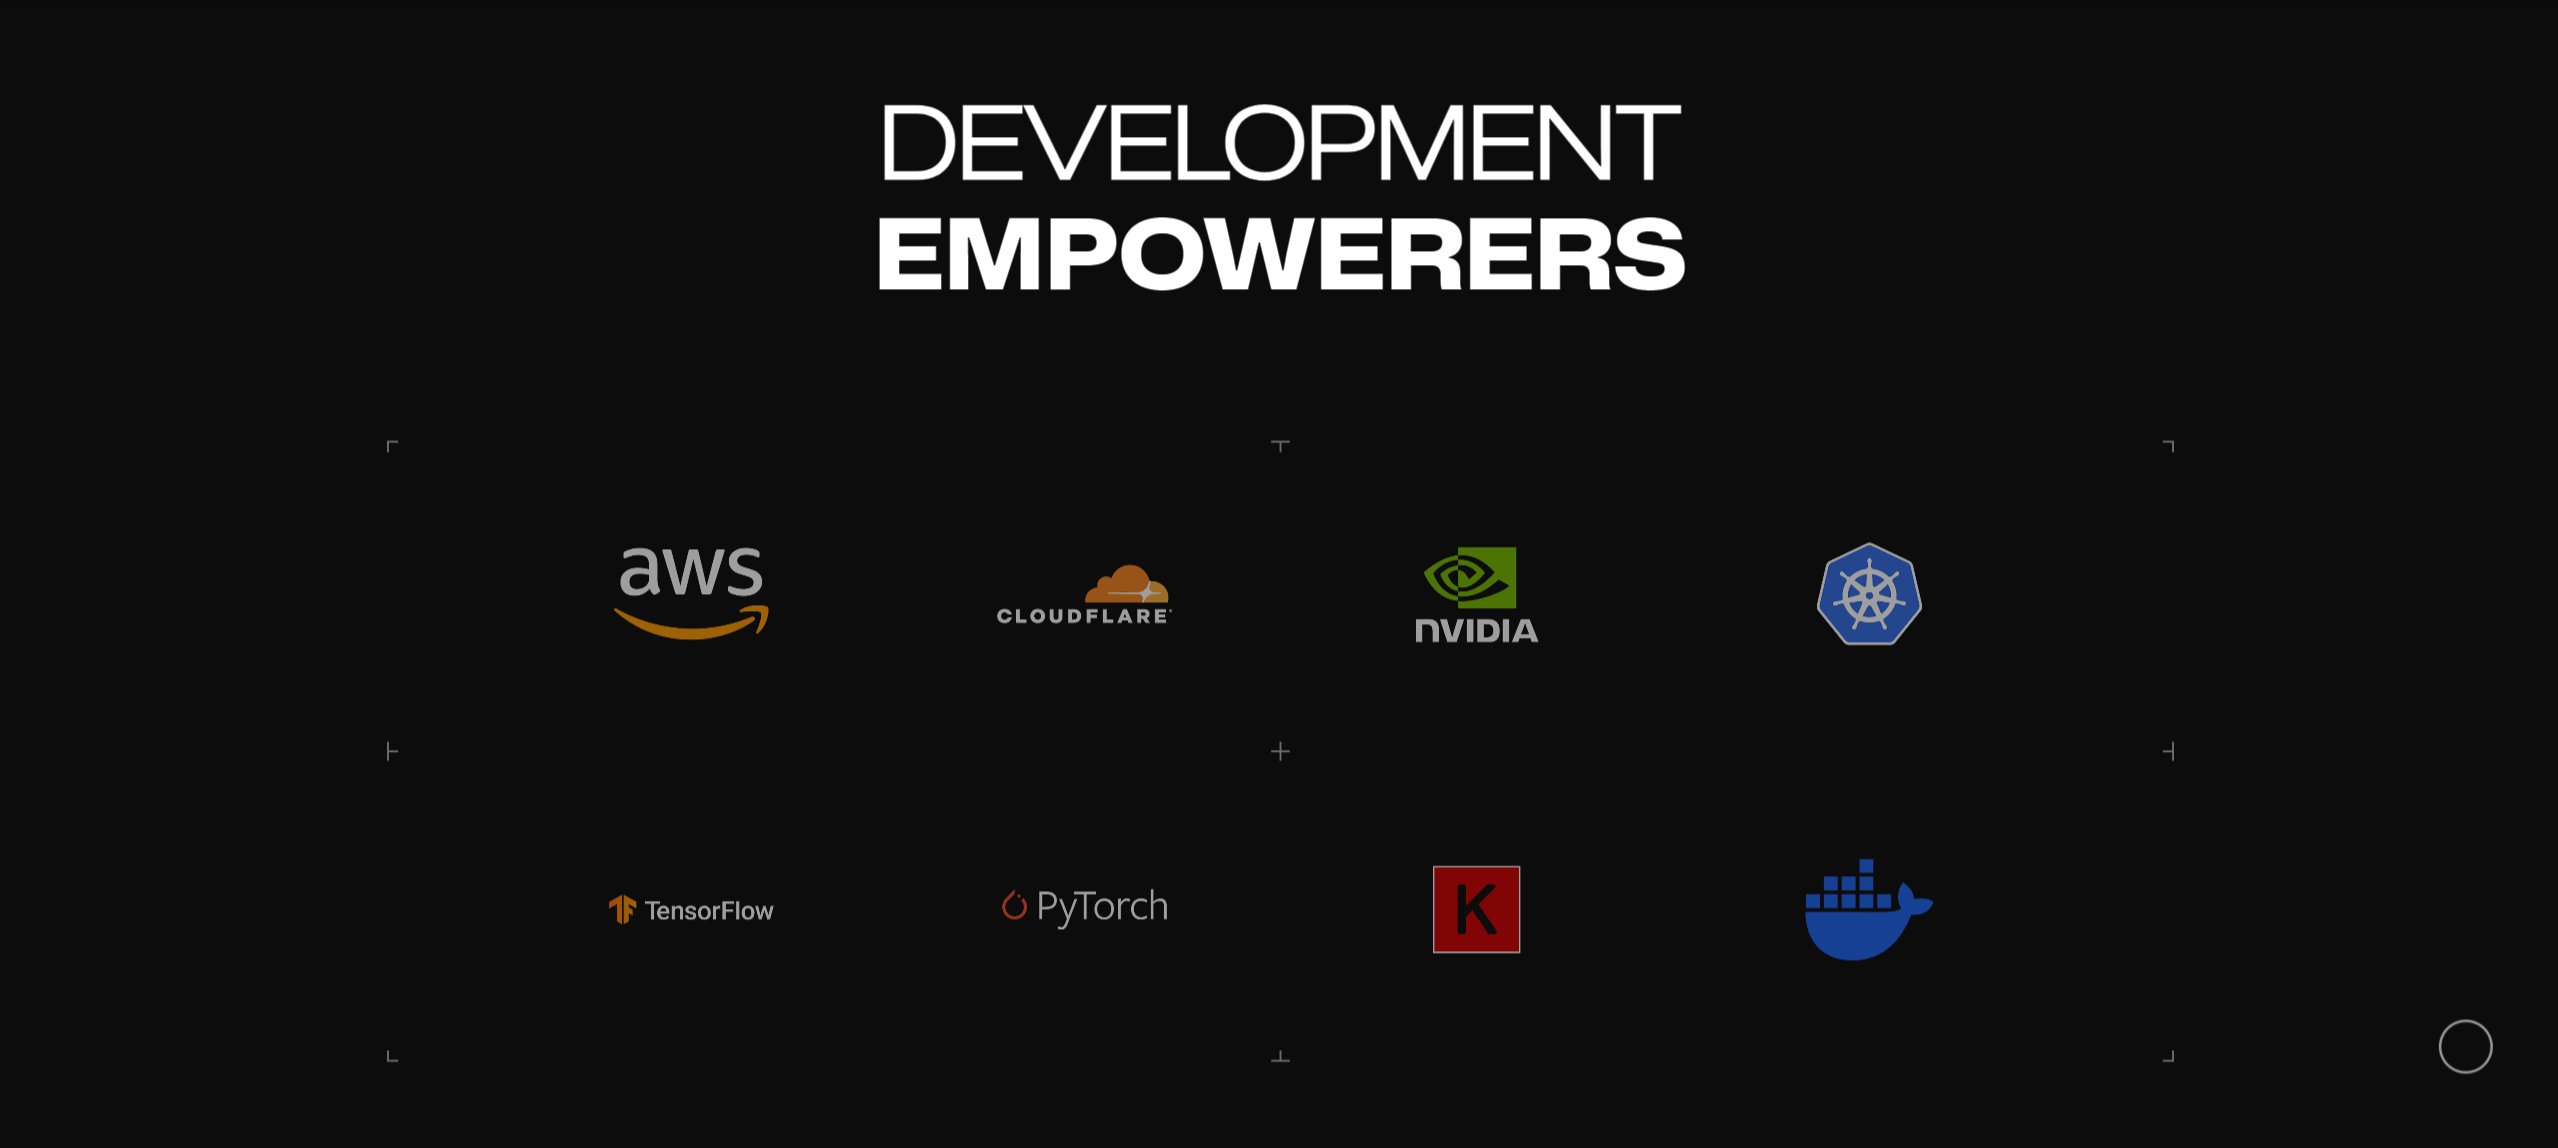 DEVELOPMENT
EMPOWERERS
aws
CLOUDFLARE
NVIDIA
TensorFlow
PyTorch
K